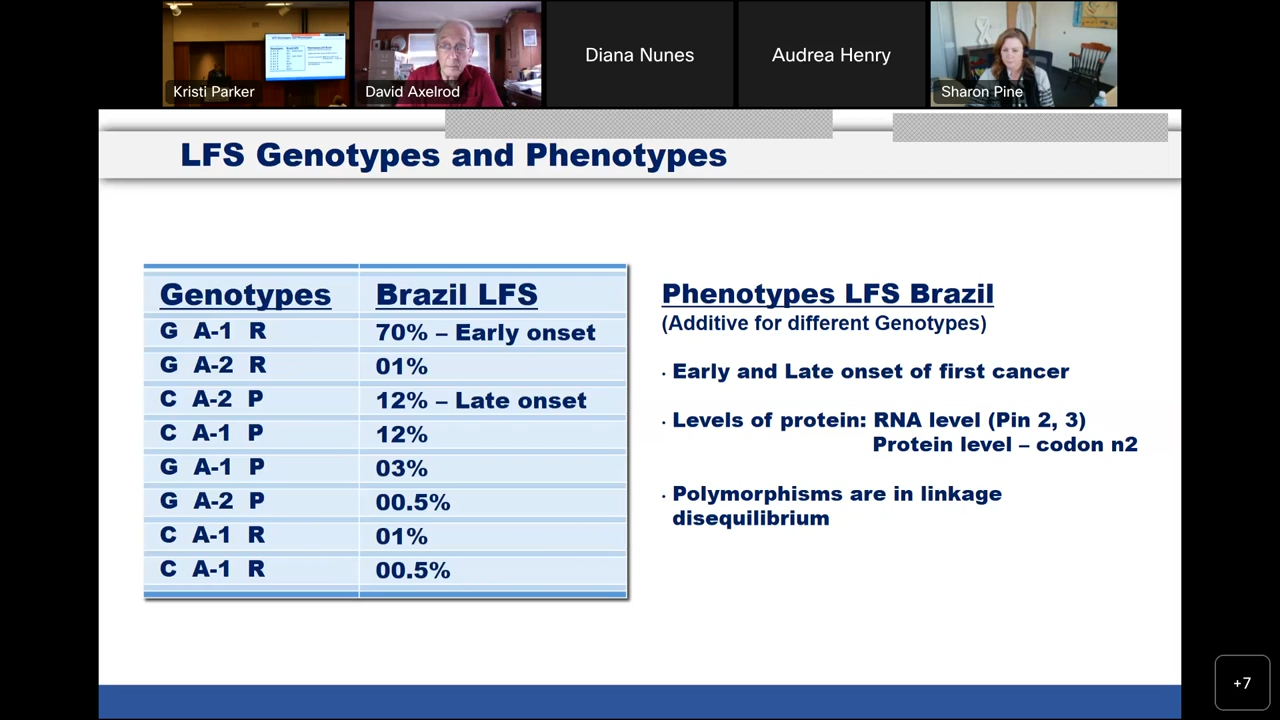 Diana Nunes
Audrea Henry
Kristi Parker
David Axelrod
Sharon Pine
LFS Genotypes and Phenotypes
Genotypes Brazil LFS
G A-1 R 70% – Early onset
G A-2 R 01%
C A-2 P 12% – Late onset
C A-1 P 12%
G A-1 P 03%
G A-2 P 00.5%
C A-1 R 01%
C A-1 R 00.5%
Phenotypes LFS Brazil
(Additive for different Genotypes)
· Early and Late onset of first cancer
· Levels of protein: RNA level (Pin 2, 3)
Protein level – codon n2
· Polymorphisms are in linkage
disequilibrium
+7